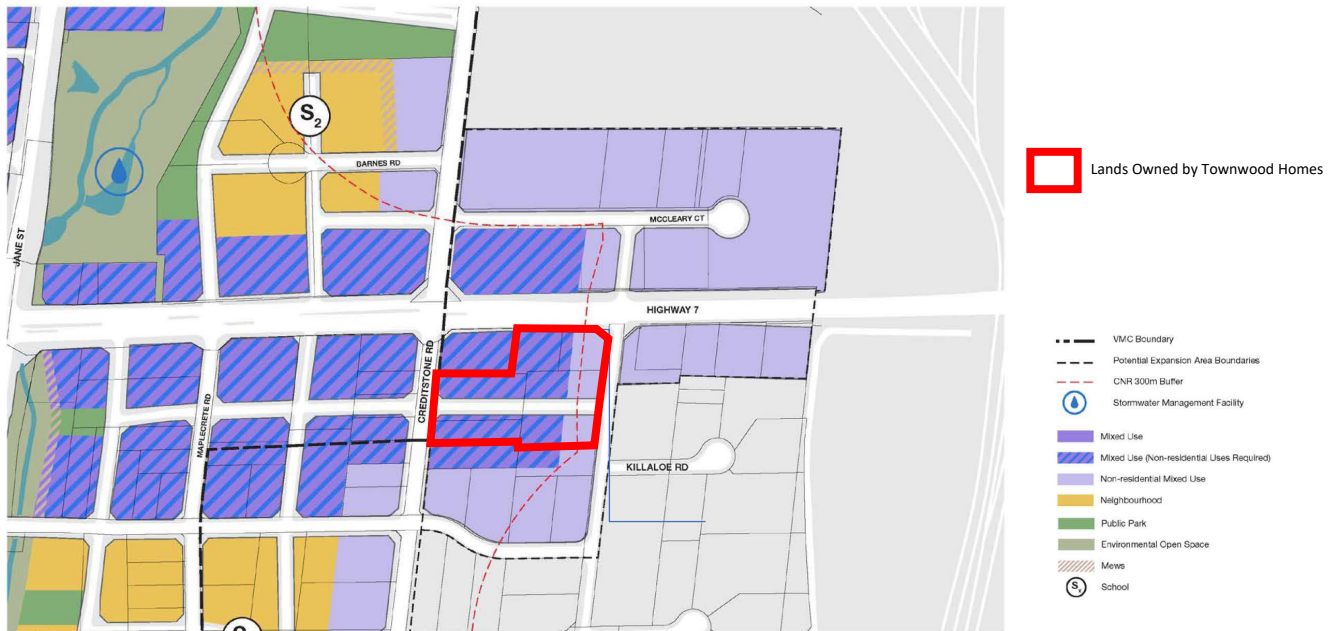 S2
BARNES RD
MCCLEARY CT
JANE ST
HIGHWAY 7
CREDITSTONE RD
MAPLECRETE RD
KILLALOE RD
S
Lands Owned by Townwood Homes
VMC Boundary
Potential Expansion Area Boundaries
CNR 300m Buffer
Stormwater Management Facility
Mixed Use
Mixed Use (Non-residential Uses Required)
Non-residential Mixed Use
Neighbourhood
Public Park
Environmental Open Space
Mews
Sx School